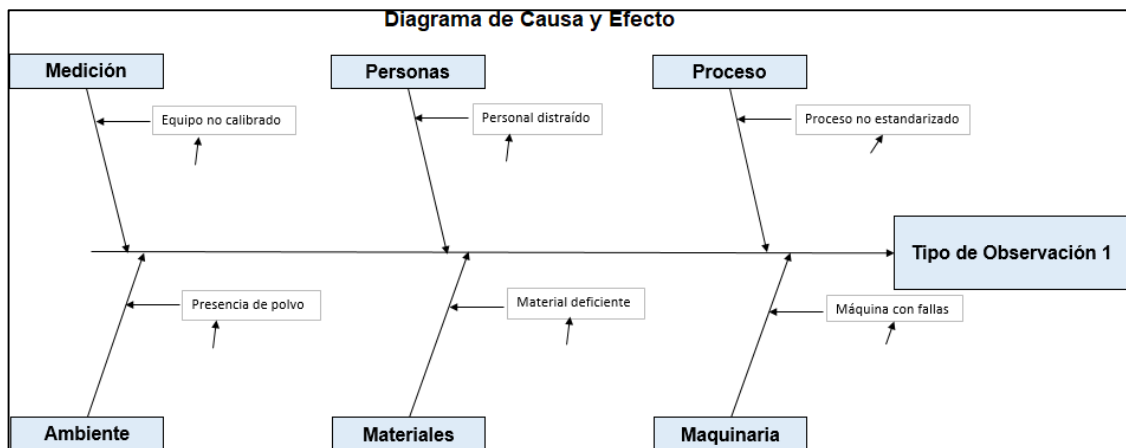 Diagrama de Causa y Efecto
Medición
Personas
Proceso
Equipo no calibrado
Personal distraído
Proceso no estandarizado
Tipo de Observación 1
Presencia de polvo
Material deficiente
Máquina con fallas
Ambiente
Materiales
Maquinaria